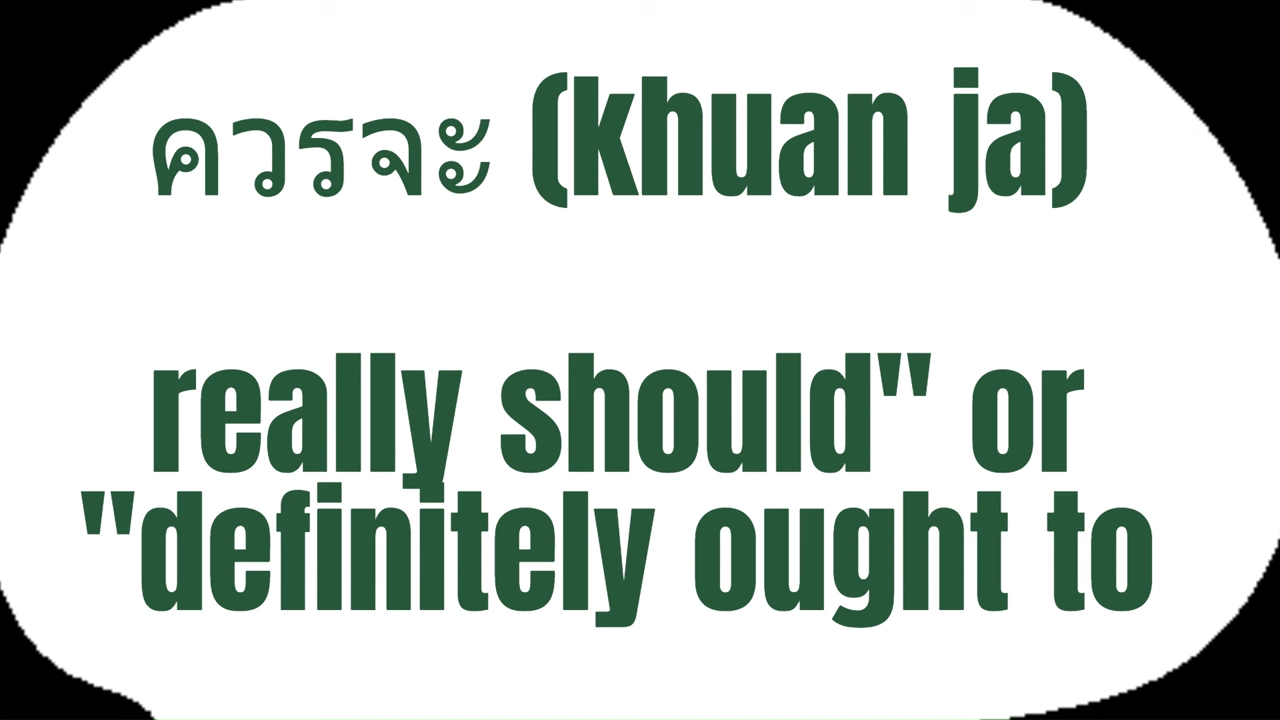 ควรจะ (khuan ja)
really should" or
"definitely ought to